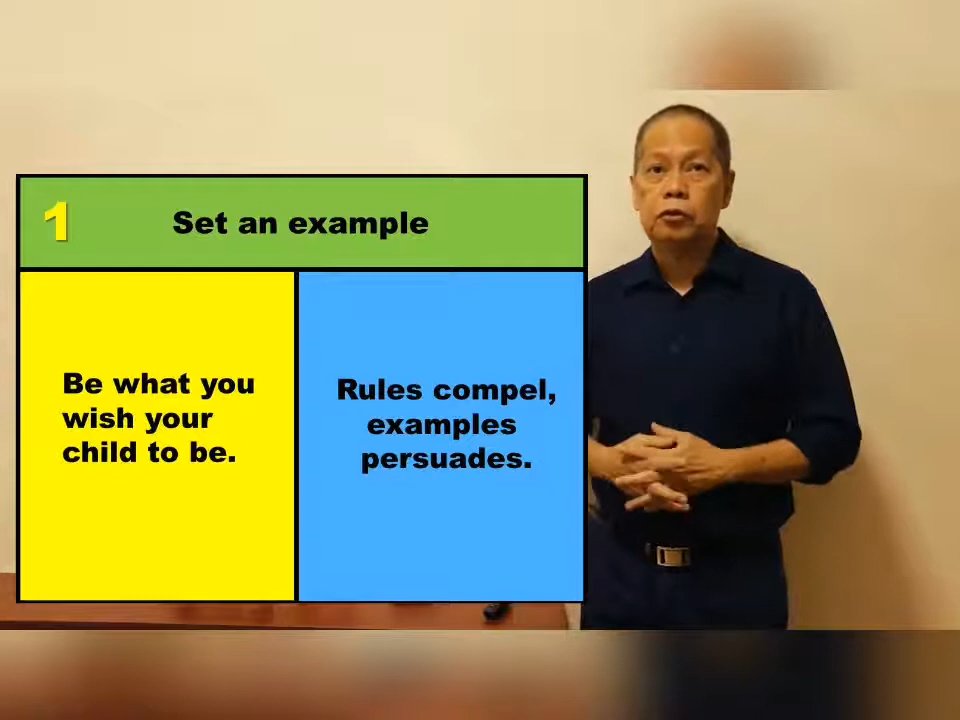 1 Set an example
Be what you
wish your
child to be.
Rules compel,
examples
persuades.